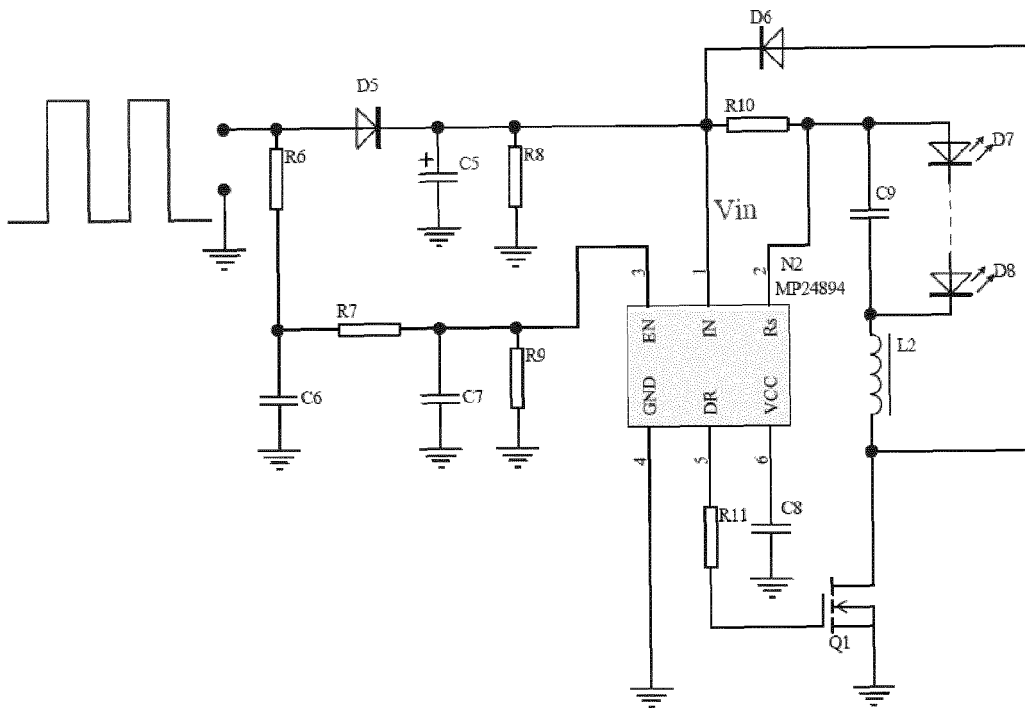 D6
D5
R10
R6
C5
R8
D7
C9
Vin
3
1
2
N2
MP24894
D8
R7
EN
IN
Rs
R9
L2
C6
C7
GND
DR
VCC
4
5
6
R11
C8
Q1